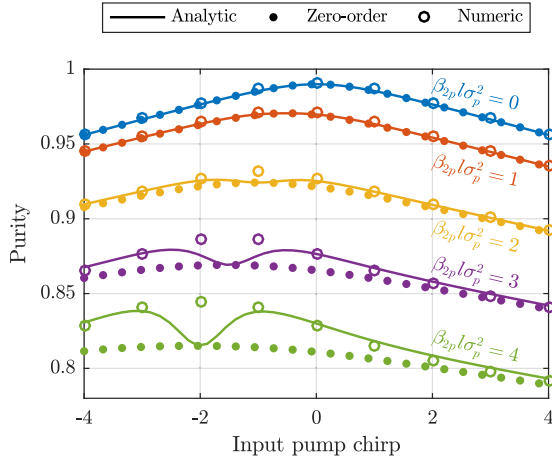 Analytic Zero-order Numeric
1
0.95
0.9
0.85
0.8
Purity
β₂ₚlσₚ² = 0
β₂ₚlσₚ² = 1
β₂ₚlσₚ² = 2
β₂ₚlσₚ² = 3
β₂ₚlσₚ² = 4
-4 -2 0 2 4
Input pump chirp